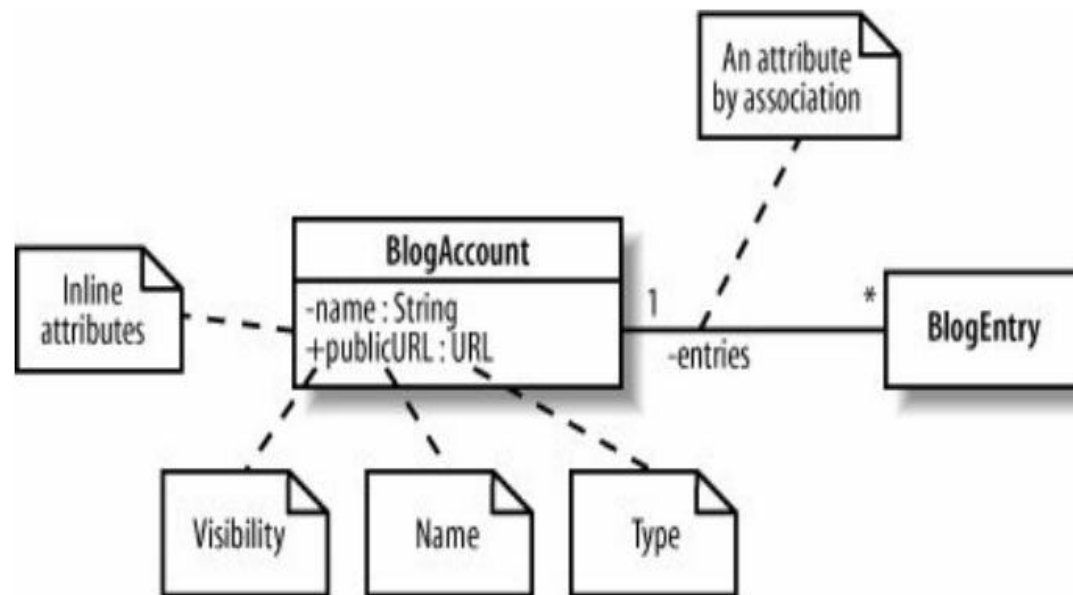 An attribute
by association
BlogAccount
Inline
attributes
-name : String
+publicURL : URL
1
*
-entries
BlogEntry
Visibility
Name
Type